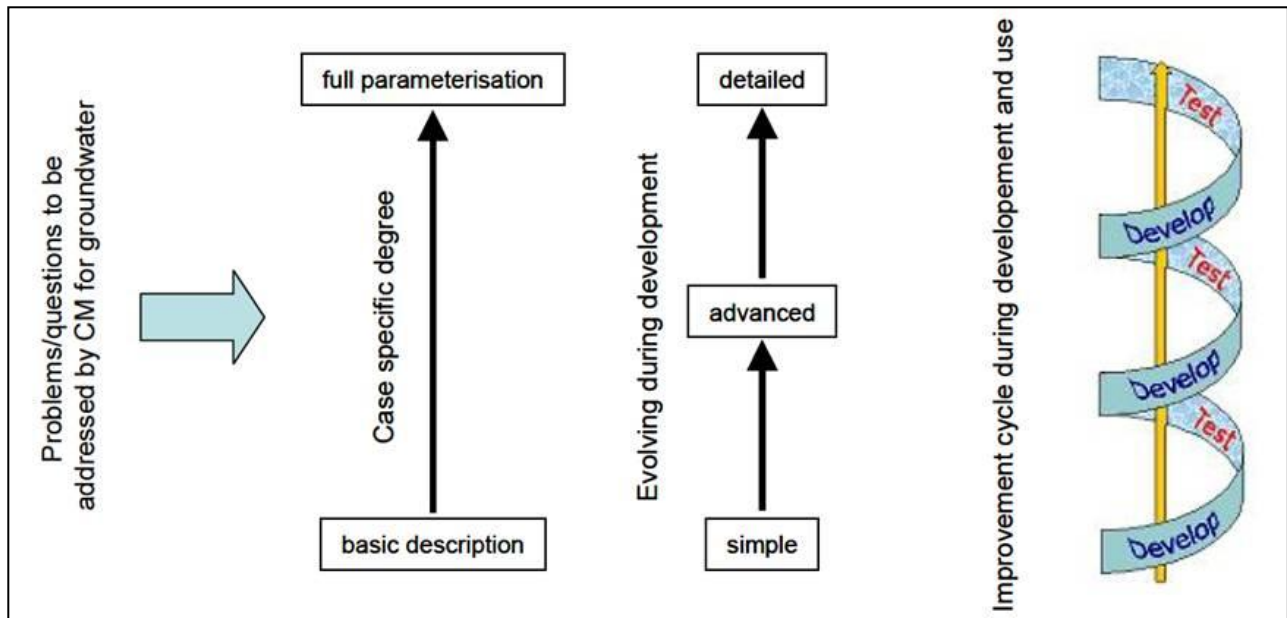 Problems/questions to be
addressed by CM for groundwater
full parameterisation
Case specific degree
basic description
detailed
Evolving during development
advanced
simple
Improvement cycle during developement and use
Test
Develop
Test
Develop
Test
Develop